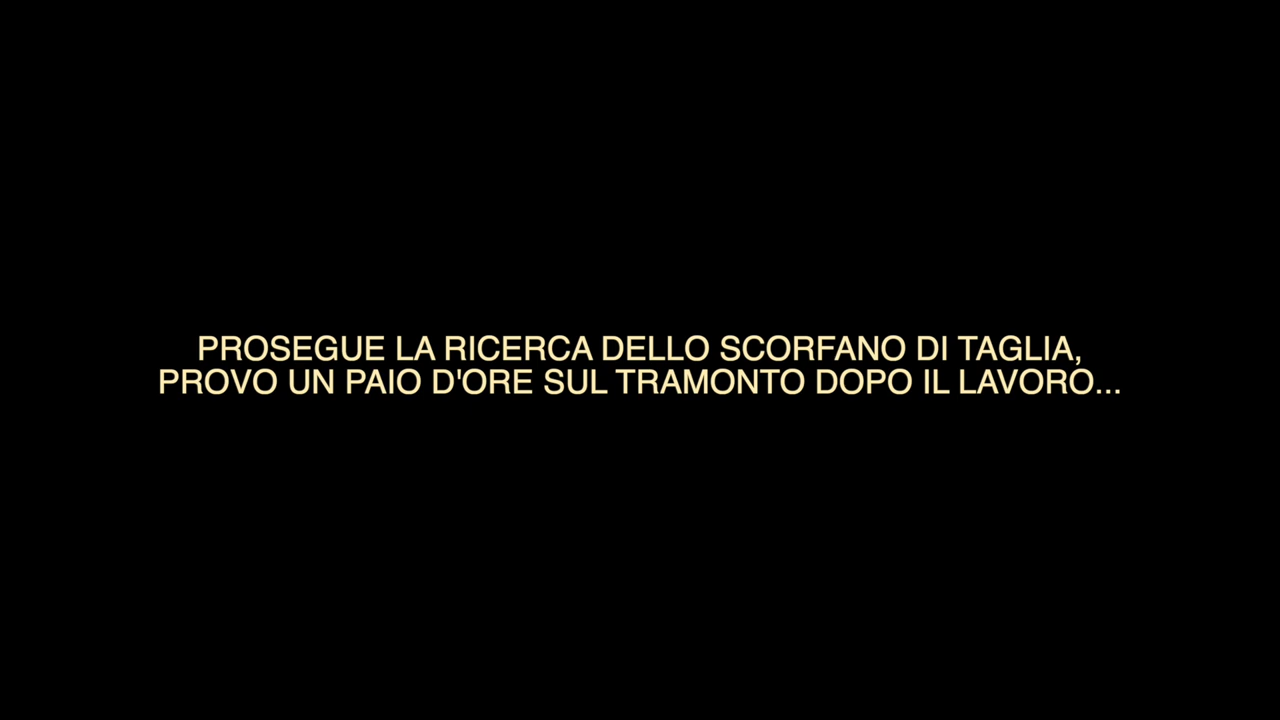 PROSEGUE LA RICERCA DELLO SCORFANO DI TAGLIA,
PROVO UN PAIO D'ORE SUL TRAMONTO DOPO IL LAVORO...